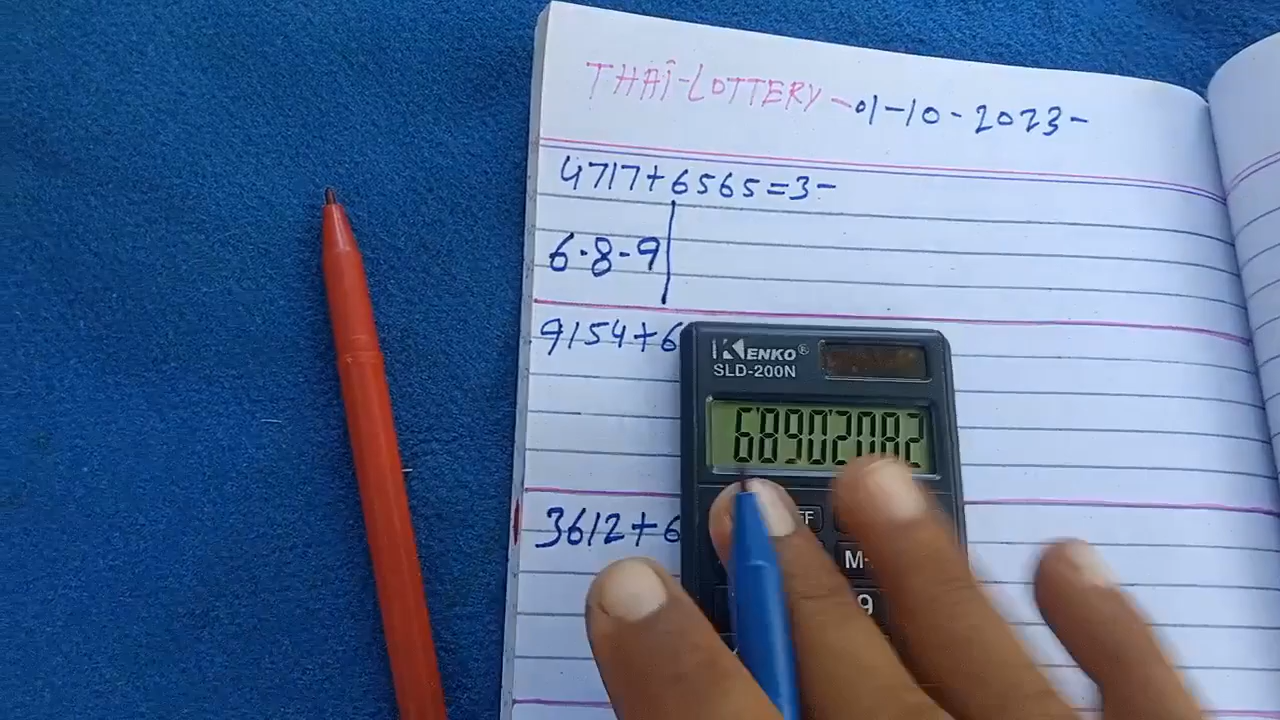 THAI-LOTTERY-01-10-2023-
4717+6565=3-
6.8.9
9154+6
KENKO®
SLD-200N
68902082
3612+6
M-
9